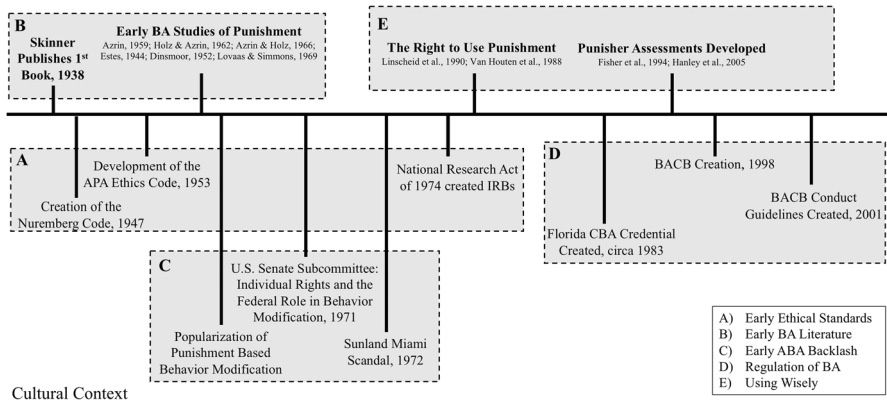 B
Skinner
Publishes 1st
Book, 1938
Early BA Studies of Punishment
Azrin, 1959; Holz & Azrin, 1962; Azrin & Holz, 1966;
Estes, 1944; Dinsmoor, 1952; Lovaas & Simmons, 1969
E
The Right to Use Punishment
Linscheid et al., 1990; Van Houten et al., 1988
Punisher Assessments Developed
Fisher et al., 1994; Hanley et al., 2005
A
Development of the
APA Ethics Code, 1953
Creation of the
Nuremberg Code, 1947
National Research Act
of 1974 created IRBs
D
BACB Creation, 1998
BACB Conduct
Guidelines Created, 2001
Florida CBA Credential
Created, circa 1983
C
U.S. Senate Subcommittee:
Individual Rights and the
Federal Role in Behavior
Modification, 1971
Popularization of
Punishment Based
Behavior Modification
Sunland Miami
Scandal, 1972
A) Early Ethical Standards
B) Early BA Literature
C) Early ABA Backlash
D) Regulation of BA
E) Using Wisely
Cultural Context